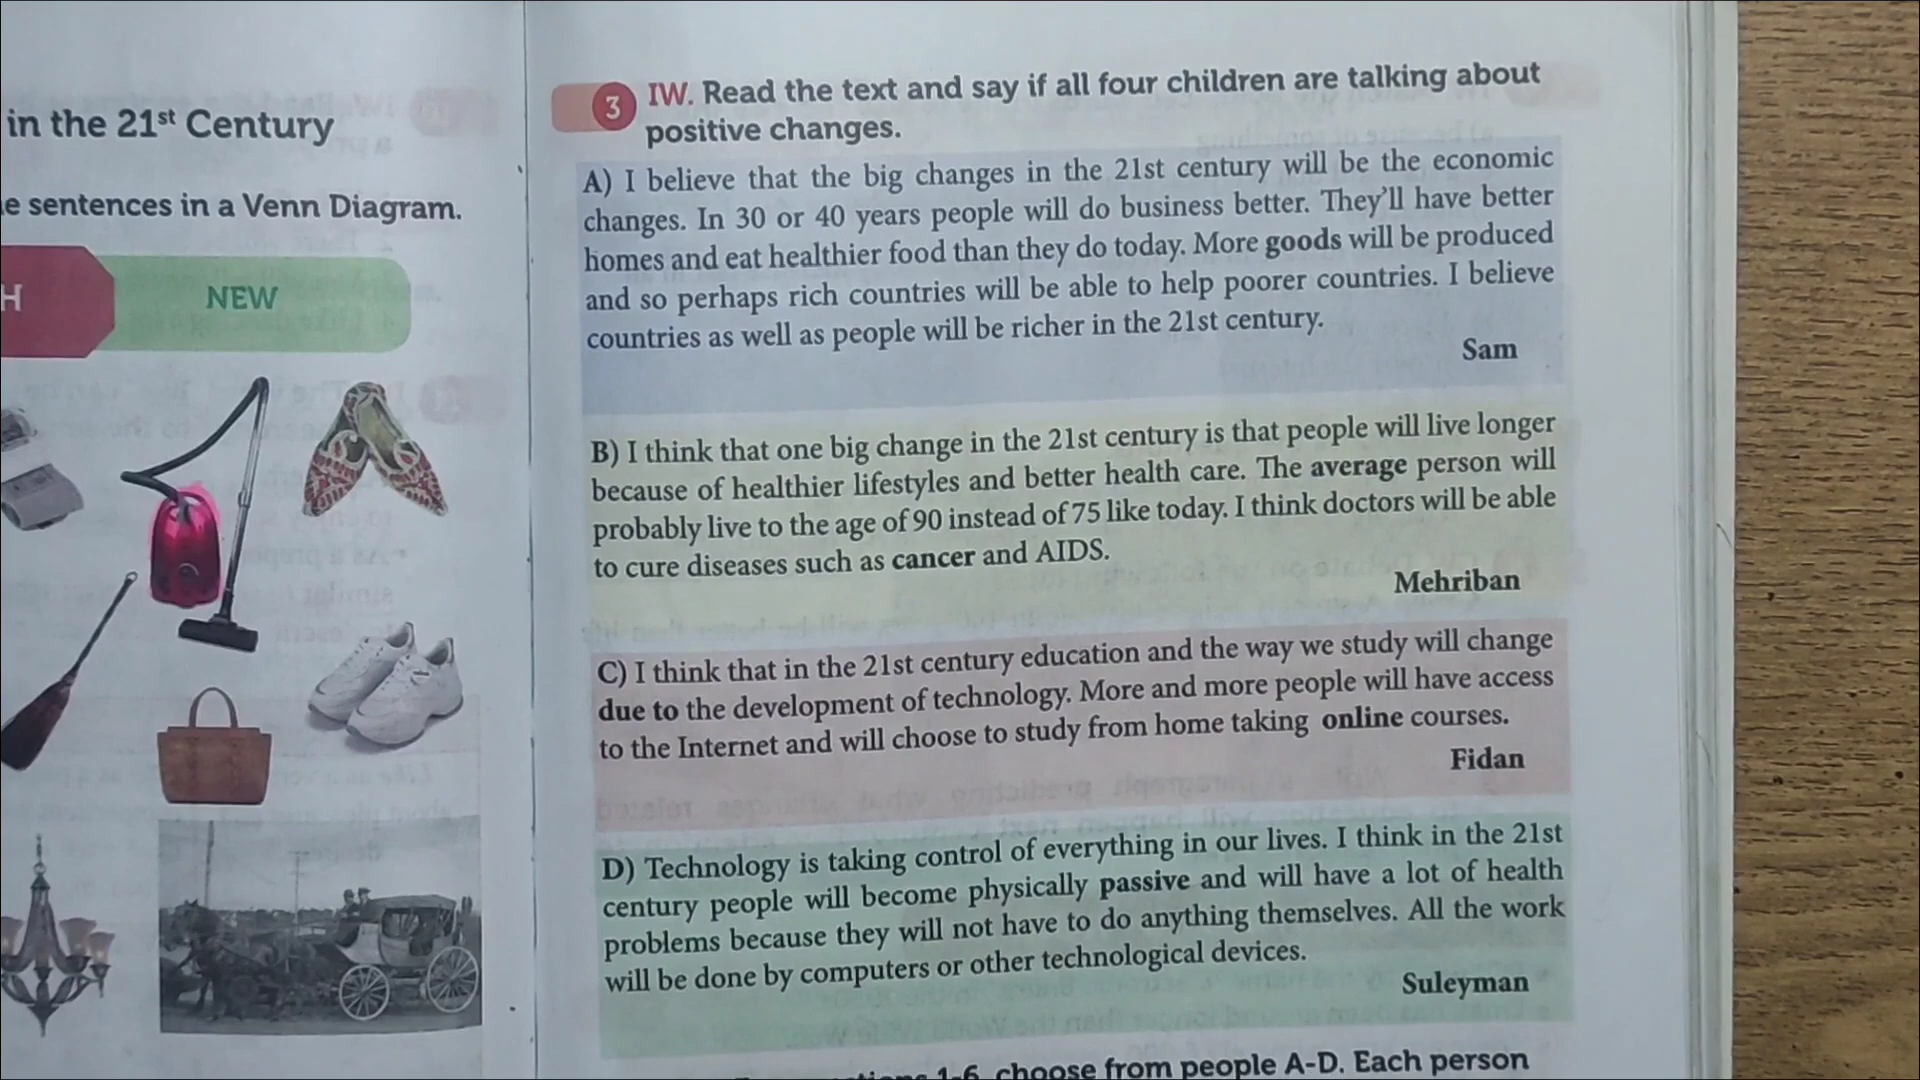 in the 21st Century
sentences in a Venn Diagram.
H
NEW
3 IW. Read the text and say if all four children are talking about
positive changes.
A) I believe that the big changes in the 21st century will be the economic
changes. In 30 or 40 years people will do business better. They'll have better
homes and eat healthier food than they do today. More goods will be produced
and so perhaps rich countries will be able to help poorer countries. I believe
countries as well as people will be richer in the 21st century.
Sam
B) I think that one big change in the 21st century is that people will live longer
because of healthier lifestyles and better health care. The average person will
probably live to the age of 90 instead of 75 like today. I think doctors will be able
to cure diseases such as cancer and AIDS.
Mehriban
C) I think that in the 21st century education and the way we study will change
due to the development of technology. More and more people will have access
to the Internet and will choose to study from home taking online courses.
Fidan
D) Technology is taking control of everything in our lives. I think in the 21st
century people will become physically passive and will have a lot of health
problems because they will not have to do anything themselves. All the work
will be done by computers or other technological devices.
Suleyman
1-6, choose from people A-D. Each person